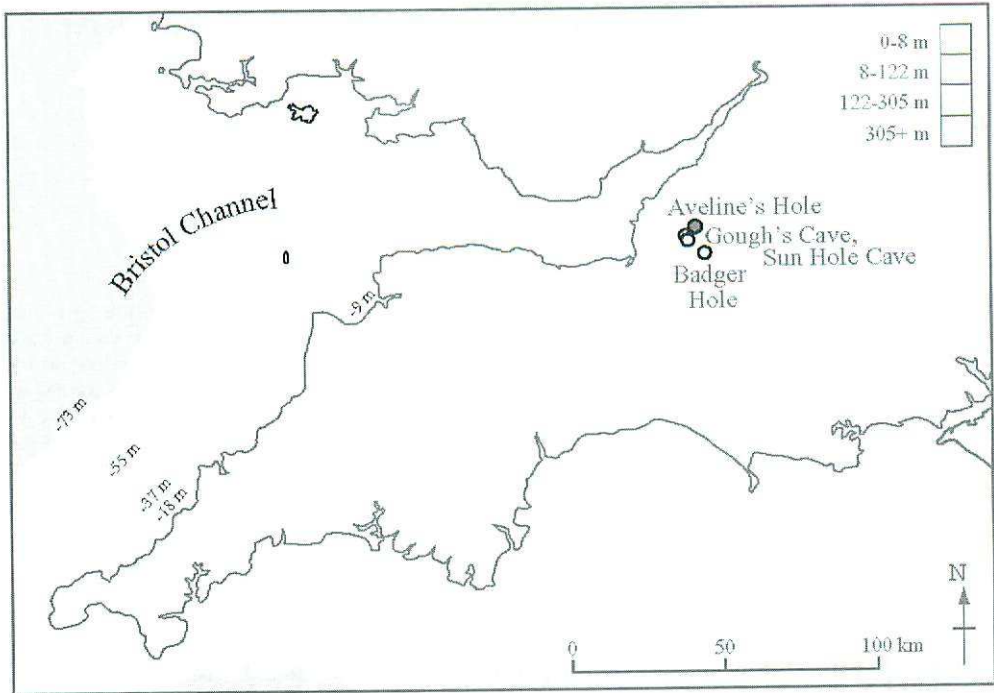 0-8 m
8-122 m
122-305 m
305+ m
Bristol Channel
Aveline's Hole
Gough's Cave,
Sun Hole Cave
Badger
Hole
-9 m
-73 m
-55 m
-37 m
-18 m
N
0 50 100 km